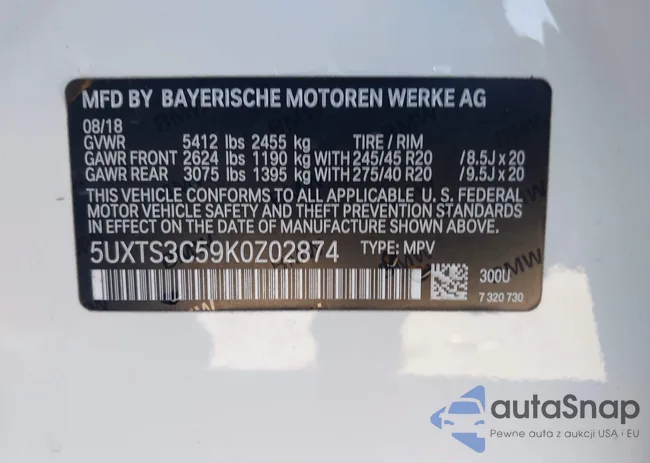 MFD BY BAYERISCHE MOTOREN WERKE AG
08/18
GVWR 5412 lbs 2455 kg TIRE / RIM
GAWR FRONT 2624 lbs 1190 kg WITH 245/45 R20 /8.5J x 20
GAWR REAR 3075 lbs 1395 kg WITH 275/40 R20 /9.5J x 20
THIS VEHICLE CONFORMS TO ALL APPLICABLE U. S. FEDERAL
MOTOR VEHICLE SAFETY AND THEFT PREVENTION STANDARDS
IN EFFECT ON THE DATE OF MANUFACTURE SHOWN ABOVE.
5UXTS3C59K0Z02874 TYPE: MPV
300U
7 320 730
autoSnap
Pewne auta z aukcji USA i EU